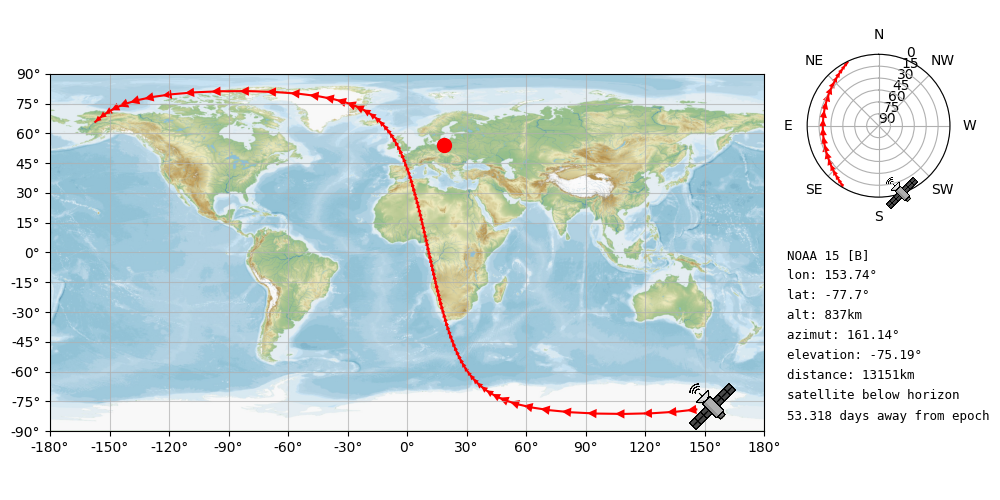 90°
75°
60°
45°
30°
15°
0°
-15°
-30°
-45°
-60°
-75°
-90°
-180° -150° -120° -90° -60° -30° 0° 30° 60° 90° 120° 150° 180°
N
NE NW
0
15
30
45
60
75
90
E W
SE SW
S
NOAA 15 [B]
lon: 153.74°
lat: -77.7°
alt: 837km
azimut: 161.14°
elevation: -75.19°
distance: 13151km
satellite below horizon
53.318 days away from epoch